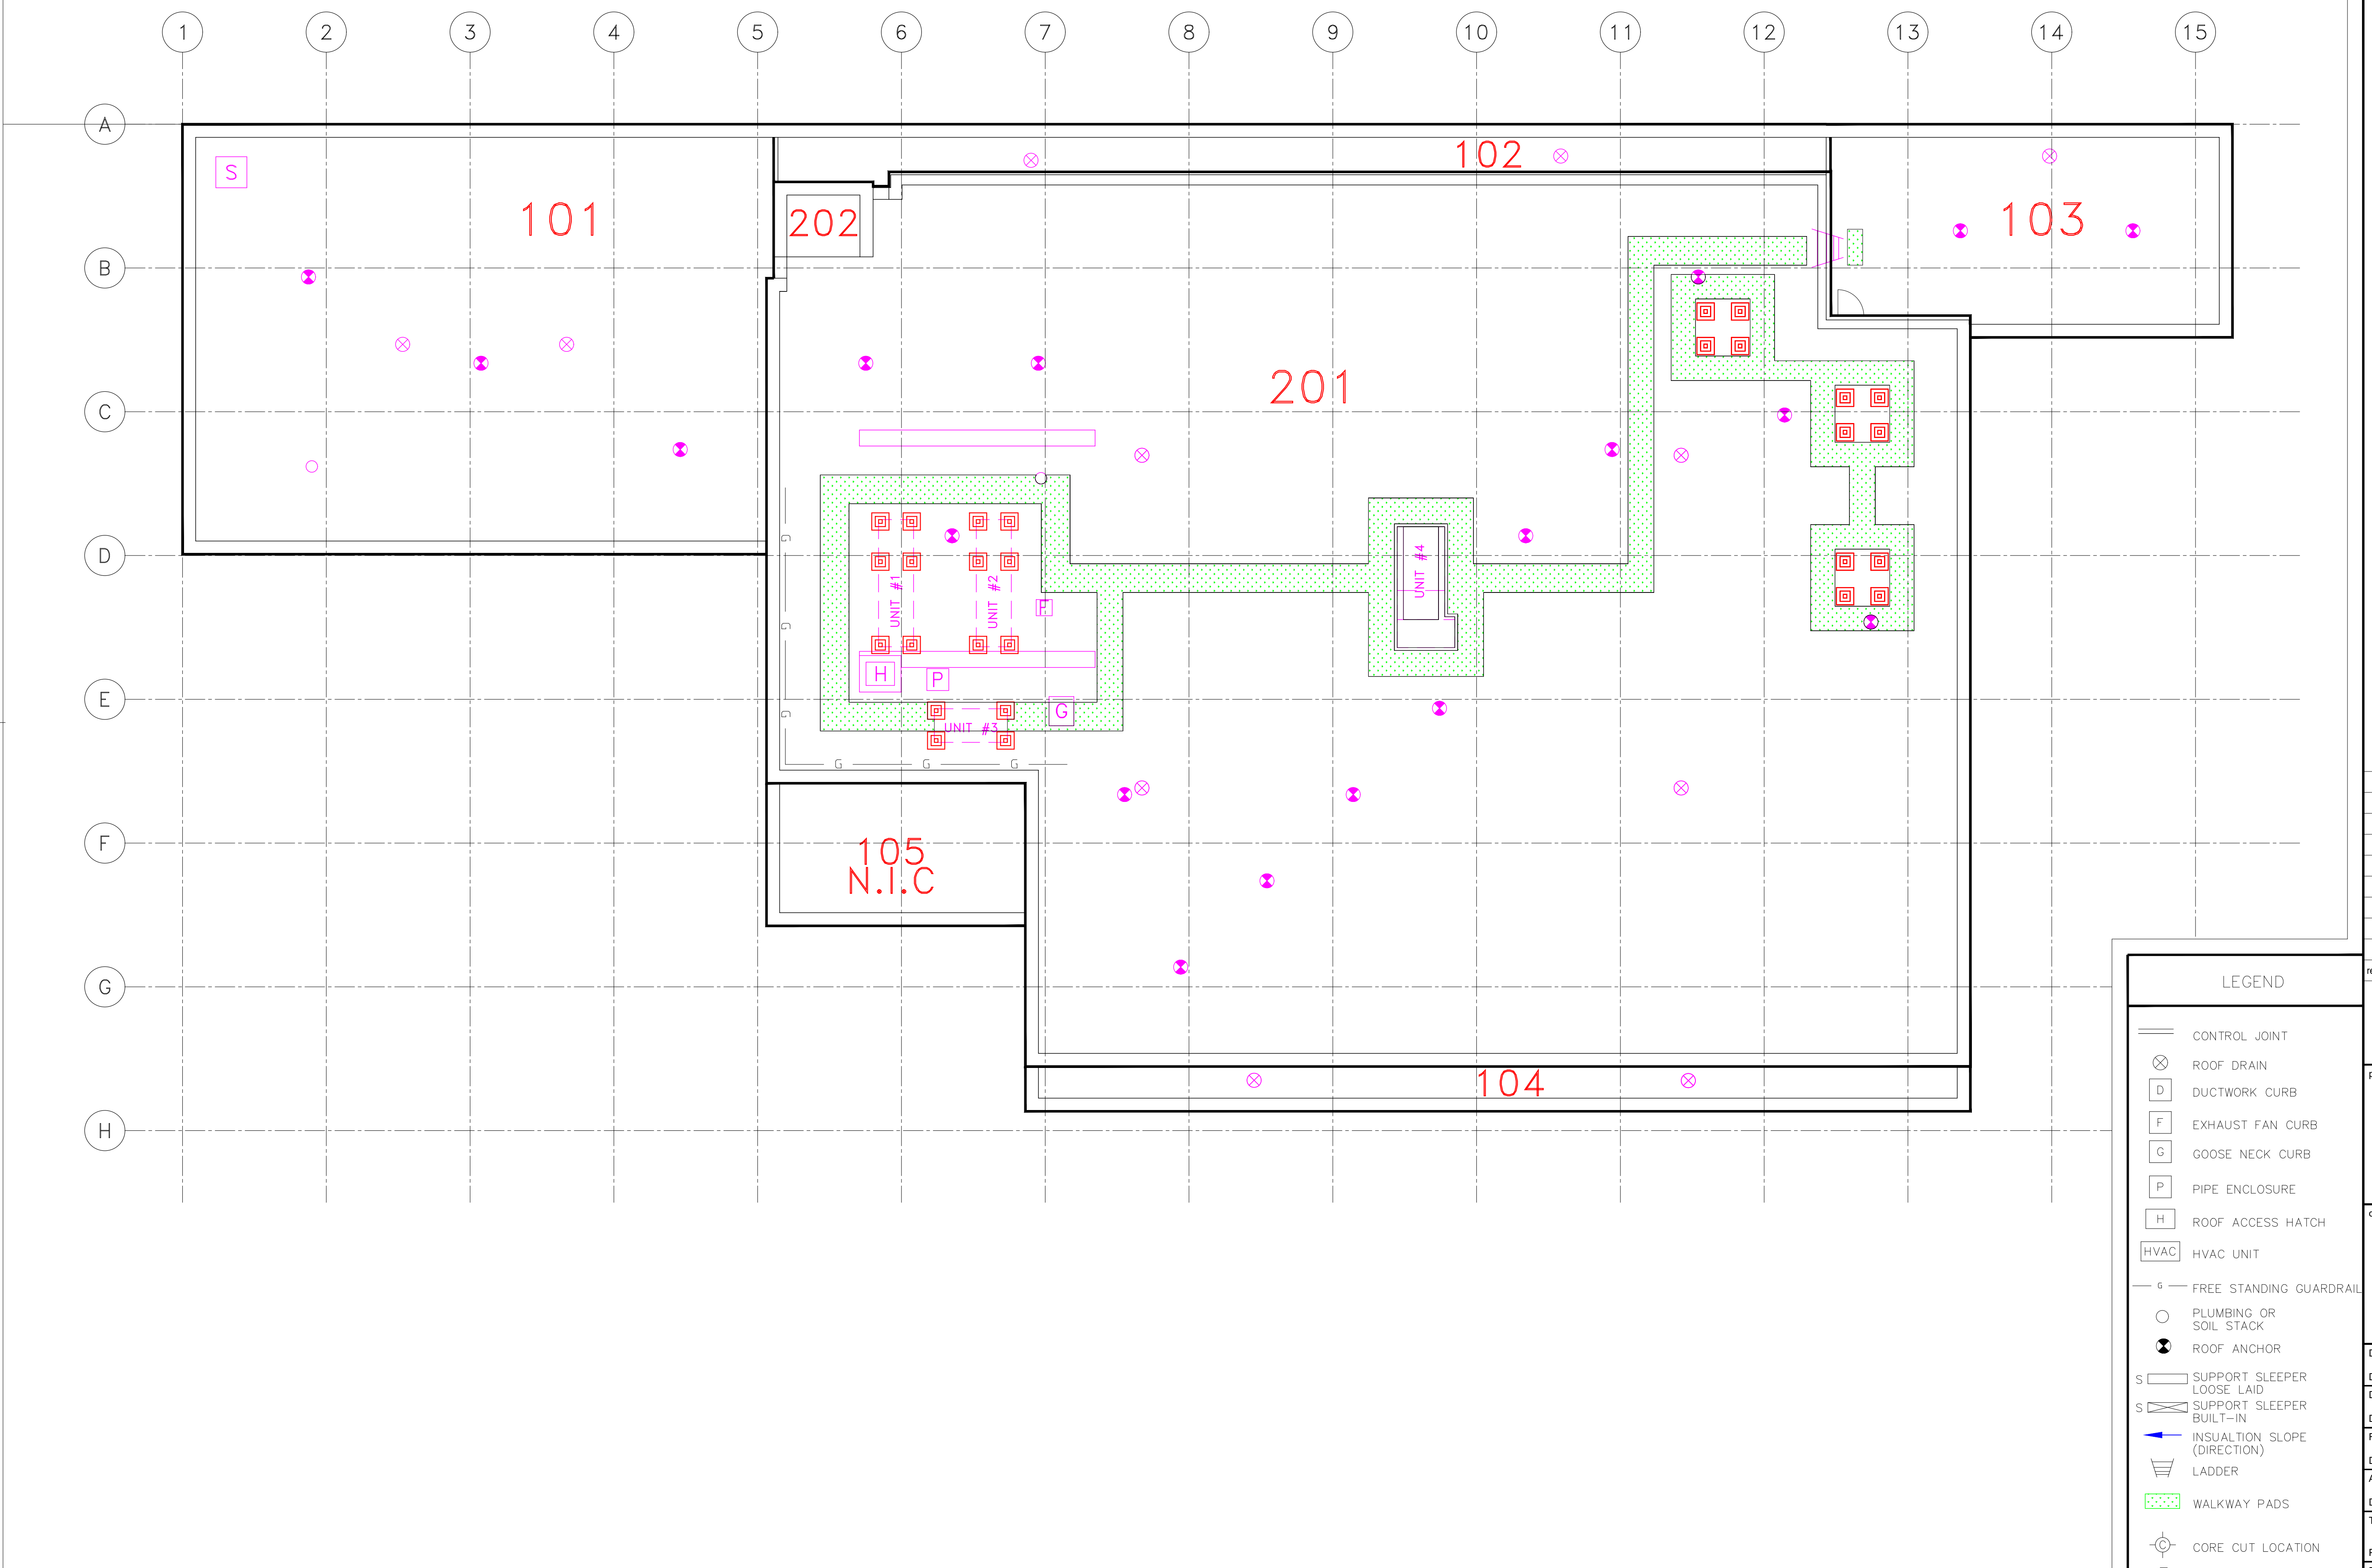 1 2 3 4 5 6 7 8 9 10 11 12 13 14 15
A
102
S
101
202
103
B
201
C
D
G
UNIT #4
UNIT #1
UNIT #2
F
G
H
P
E
G
G
UNIT #3
G G G
F
105
N.I.C
G
104
H
LEGEND
CONTROL JOINT
ROOF DRAIN
D DUCTWORK CURB
F EXHAUST FAN CURB
G GOOSE NECK CURB
P PIPE ENCLOSURE
H ROOF ACCESS HATCH
HVAC HVAC UNIT
G FREE STANDING GUARDRAIL
PLUMBING OR
SOIL STACK
ROOF ANCHOR
S SUPPORT SLEEPER
LOOSE LAID
S SUPPORT SLEEPER
BUILT-IN
INSUALTION SLOPE
(DIRECTION)
LADDER
WALKWAY PADS
C CORE CUT LOCATION